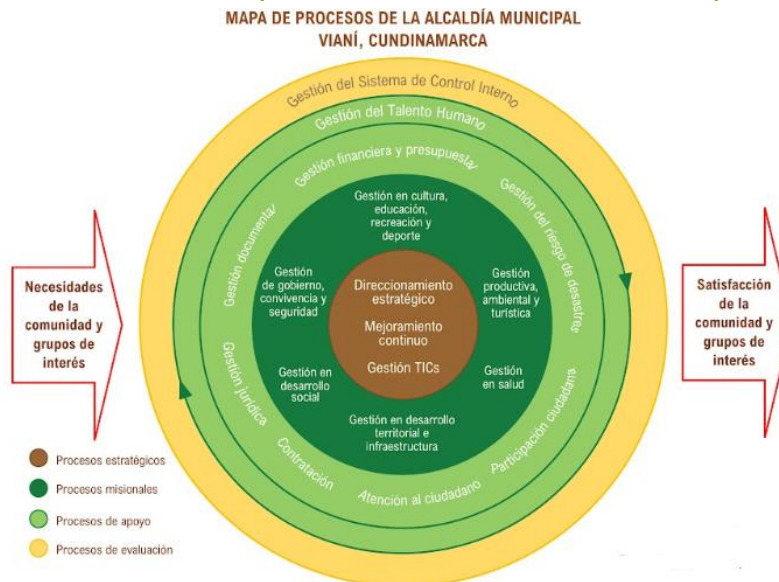 MAPA DE PROCESOS DE LA ALCALDÍA MUNICIPAL
VIANÍ, CUNDINAMARCA
Gestión del Sistema de Control Interno
Gestión del Talento Humano
Gestión financiera y presupuestal
Gestión del riesgo de desastres
Participación ciudadana
Atención al ciudadano
Contratación
Gestión jurídica
Gestión documental
Gestión en cultura,
educación,
recreación y
deporte
Gestión
productiva,
ambiental y
turística
Gestión
en salud
Gestión en desarrollo
territorial e
infraestructura
Gestión
en desarrollo
social
Gestión
de gobierno,
convivencia y
seguridad
Direccionamiento
estratégico
Mejoramiento
continuo
Gestión TICs
Necesidades
de la
comunidad y
grupos de
interés
Satisfacción
de la
comunidad y
grupos de
interés
Procesos estratégicos
Procesos misionales
Procesos de apoyo
Procesos de evaluación